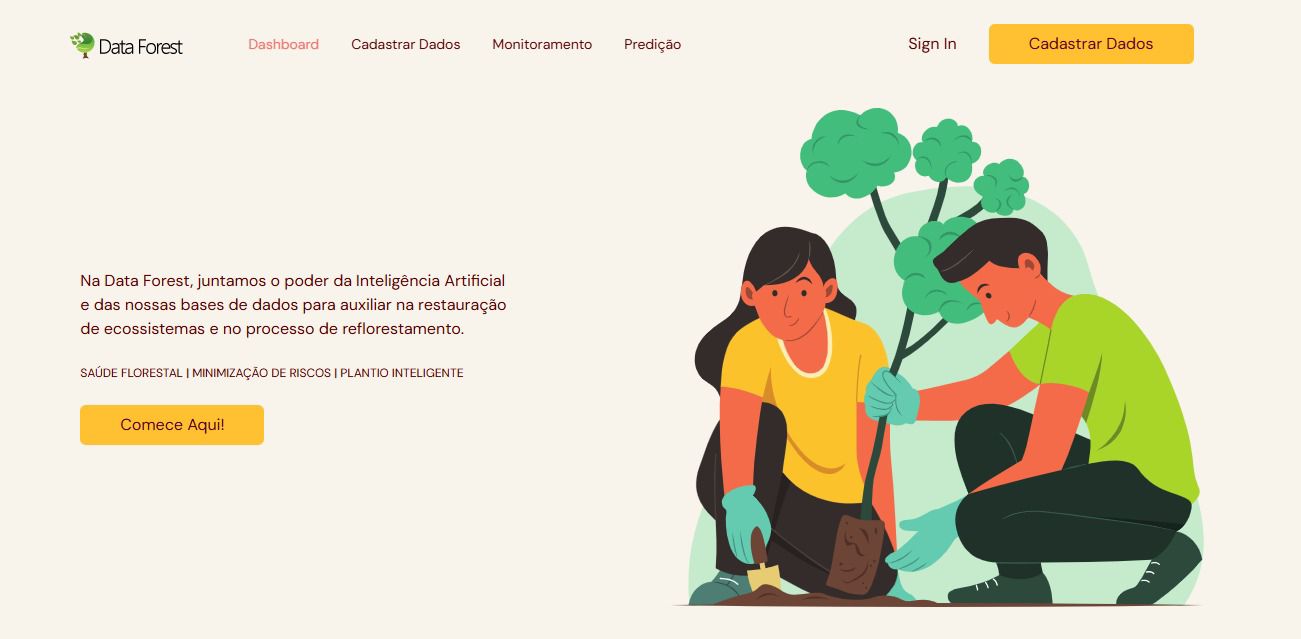 Data Forest
Dashboard
Cadastrar Dados
Monitoramento
Predição
Sign In
Cadastrar Dados
Na Data Forest, juntamos o poder da Inteligência Artificial
e das nossas bases de dados para auxiliar na restauração
de ecossistemas e no processo de reflorestamento.
SAÚDE FLORESTAL | MINIMIZAÇÃO DE RISCOS | PLANTIO INTELIGENTE
Comece Aqui!